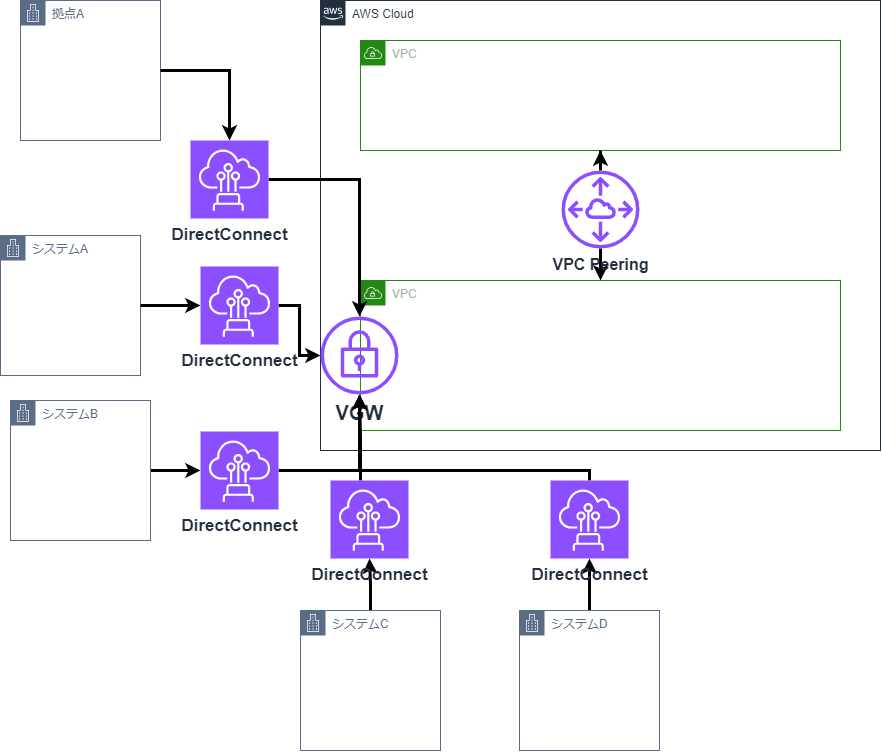 拠点A
aws
AWS Cloud
VPC
DirectConnect
システムA
VPC Peering
VPC
DirectConnect
システムB
VGW
DirectConnect
DirectConnect
DirectConnect
システムC
システムD